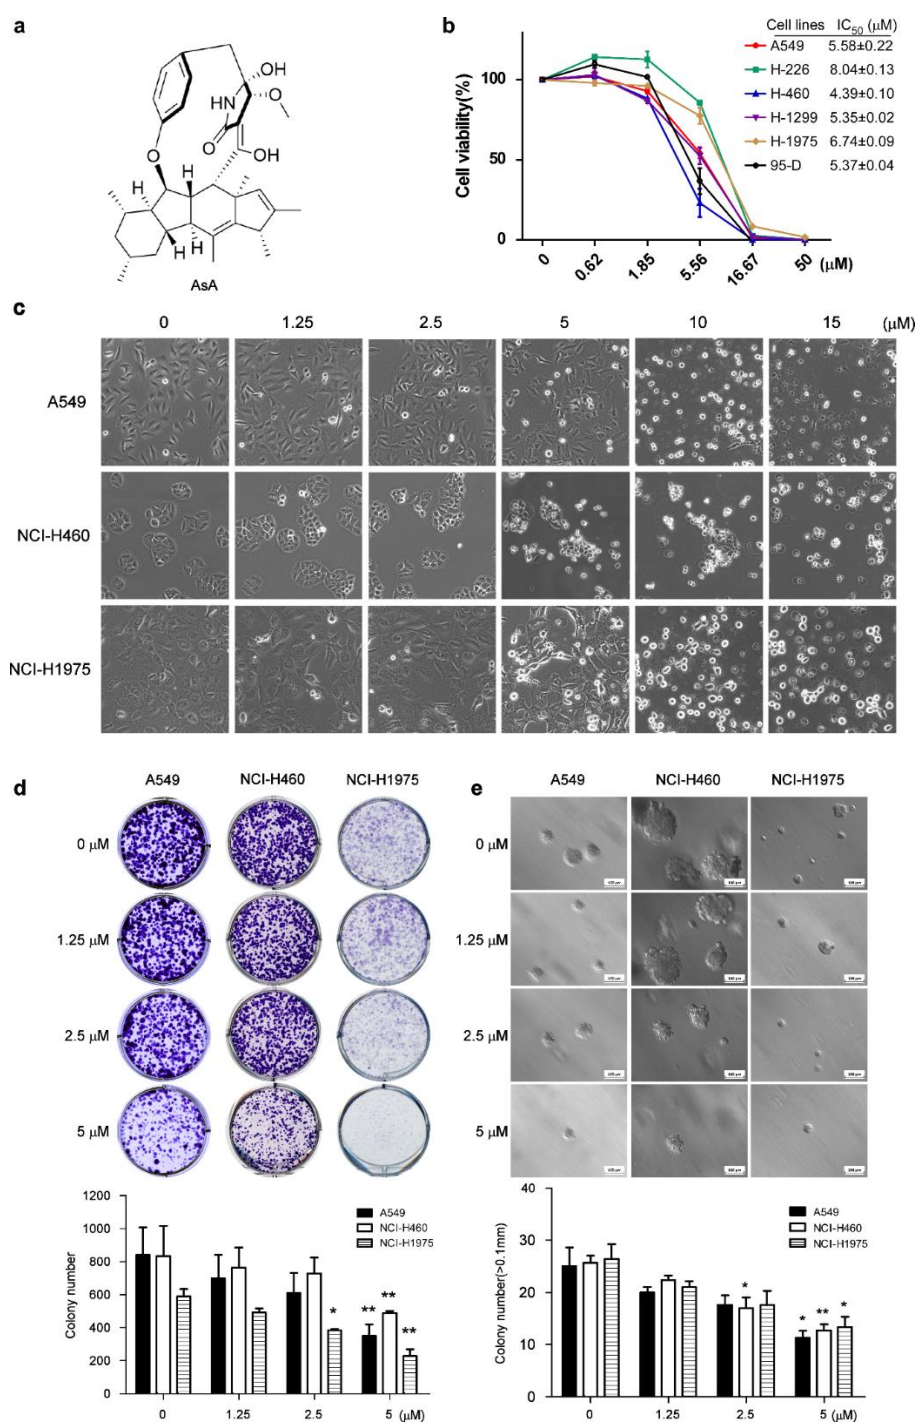 a
OH
HN
O
O
OH
O
H
H
H
AsA
b
Cell lines IC50 (μM)
A549 5.58±0.22
H-226 8.04±0.13
H-460 4.39±0.10
H-1299 5.35±0.02
H-1975 6.74±0.09
95-D 5.37±0.04
Cell viability(%)
100
50
0
0 0.62 1.85 5.56 16.67 50 (μM)
c
0 1.25 2.5 5 10 15 (μM)
A549
NCI-H460
NCI-H1975
d
A549 NCI-H460 NCI-H1975
0 μM
1.25 μM
2.5 μM
5 μM
Colony number
1200
1000
800
600
400
200
0
A549
NCI-H460
NCI-H1975
* ** ** **
0 1.25 2.5 5 (μM)
e
A549 NCI-H460 NCI-H1975
0 μM
1.25 μM
2.5 μM
5 μM
Colony number(>0.1mm)
40
30
20
10
0
A549
NCI-H460
NCI-H1975
* * ** *
0 1.25 2.5 5 (μM)